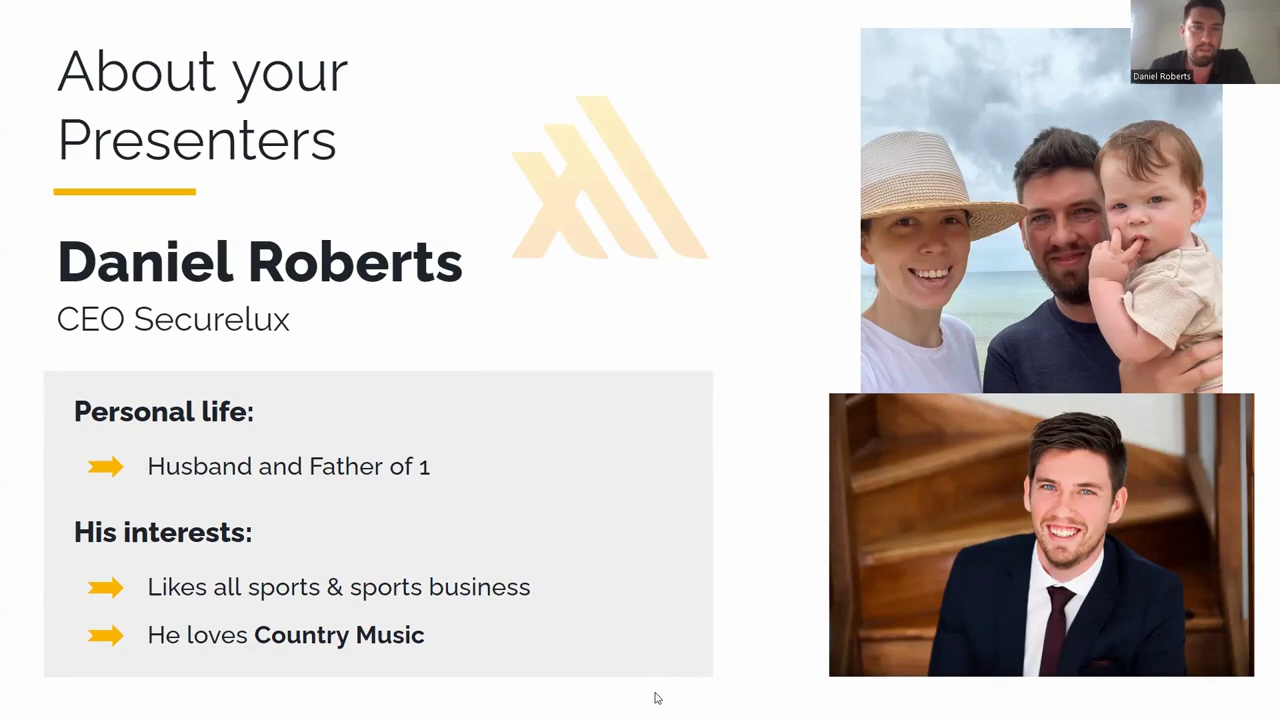 About your
Presenters
Daniel Roberts
CEO Securelux
Personal life:
Husband and Father of 1
His interests:
Likes all sports & sports business
He loves Country Music
Daniel Roberts